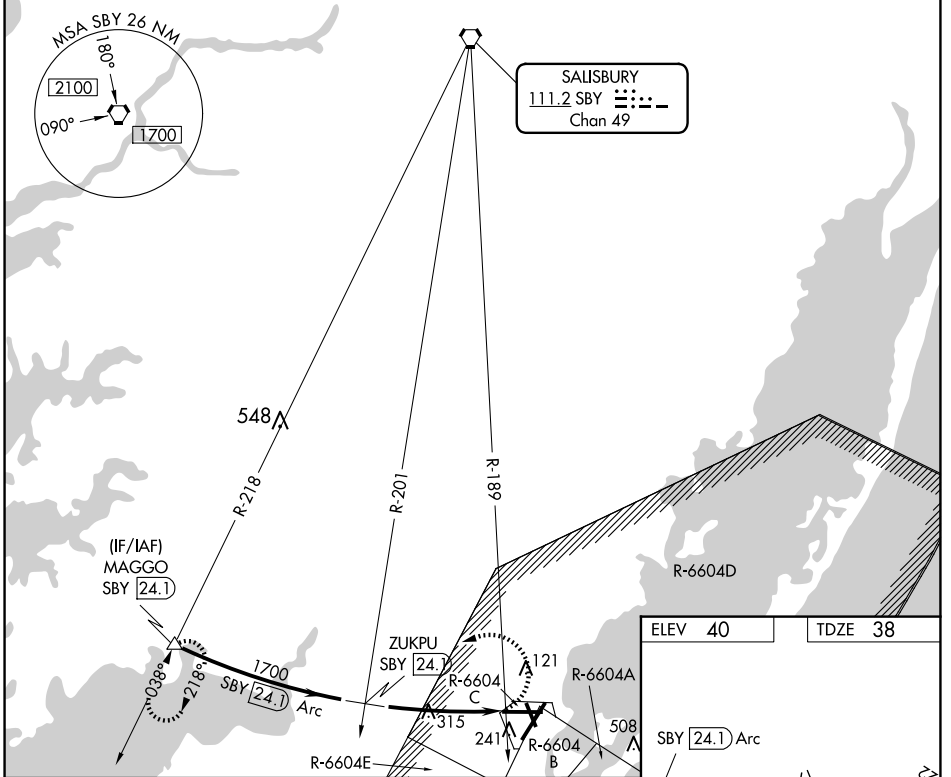 MSA SBY 26 NM
180°
2100
090°
1700
SALISBURY
111.2 SBY
Chan 49
548
R-218
R-201
R-189
(IF/IAF)
MAGGO
SBY 24.1
R-6604D
038°
218°
1700
SBY 24.1 Arc
ZUKPU
SBY 24.1
R-6604
C
121
R-6604A
315
241
R-6604
B
508
R-6604E
ELEV 40
TDZE 38
SBY 24.1 Arc